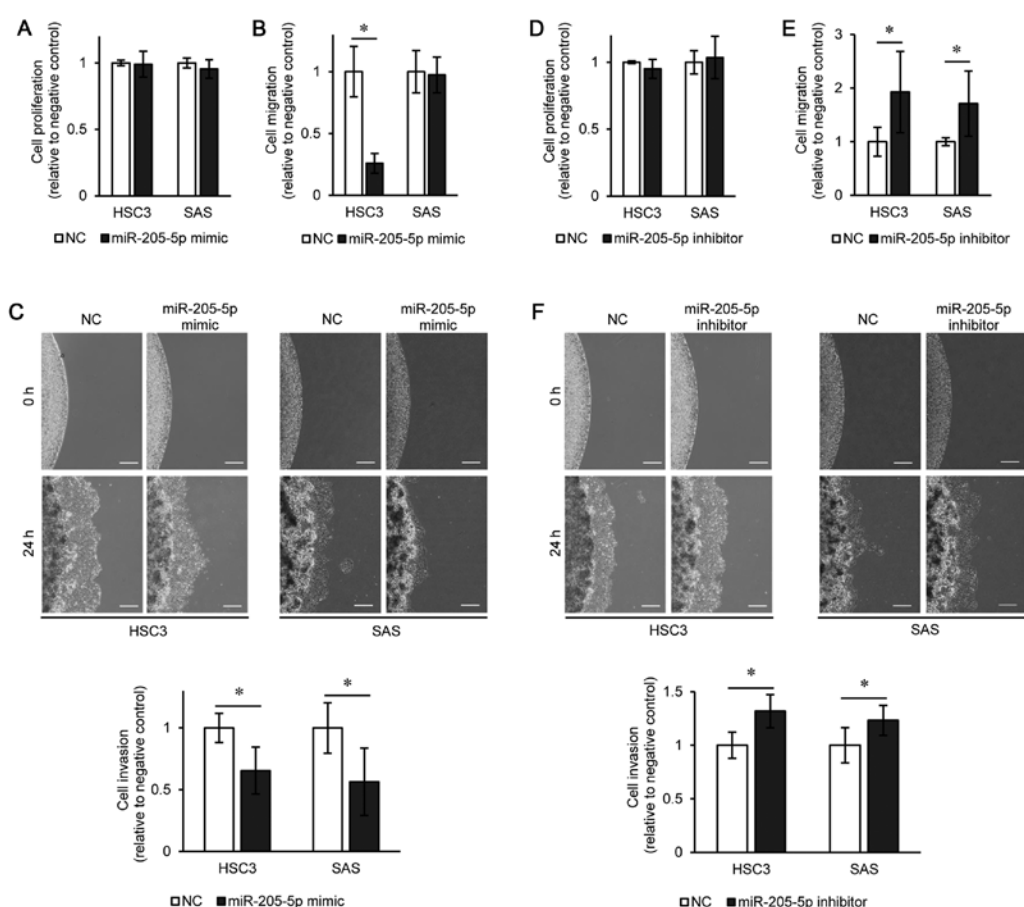 A
Cell proliferation
(relative to negative control)
1
0.5
0
HSC3
SAS
NC miR-205-5p mimic
B
*
Cell migration
(relative to negative control)
1
0.5
0
HSC3
SAS
NC miR-205-5p mimic
D
Cell proliferation
(relative to negative control)
1
0.5
0
HSC3
SAS
NC miR-205-5p inhibitor
E
*
*
Cell migration
(relative to negative control)
3
2
1
0
HSC3
SAS
NC miR-205-5p inhibitor
C
NC
miR-205-5p
mimic
NC
miR-205-5p
mimic
0 h
24 h
HSC3
SAS
*
*
Cell invasion
(relative to negative control)
1
0.5
0
HSC3
SAS
NC miR-205-5p mimic
F
NC
miR-205-5p
inhibitor
NC
miR-205-5p
inhibitor
0 h
24 h
HSC3
SAS
*
*
Cell invasion
(relative to negative control)
1.5
1
0.5
0
HSC3
SAS
NC miR-205-5p inhibitor